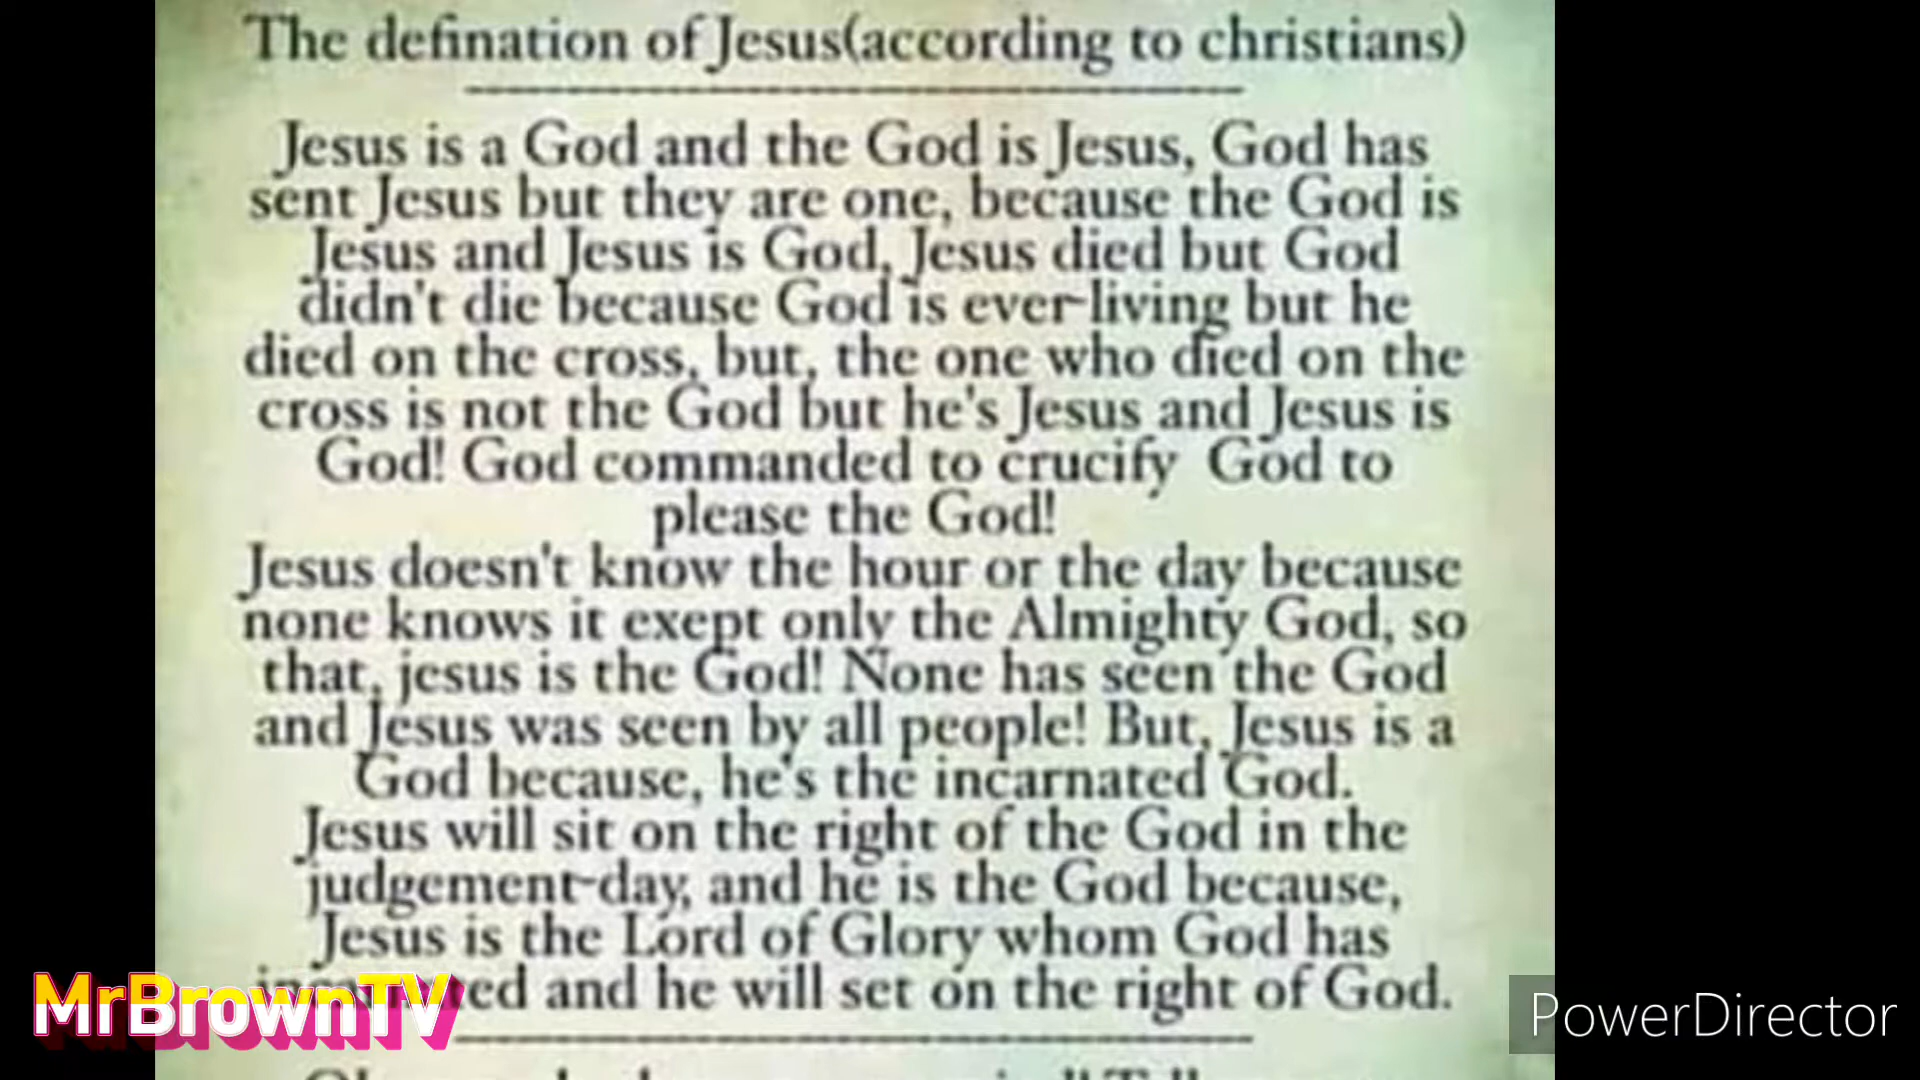 The defination of Jesus(according to christians)
Jesus is a God and the God is Jesus, God has
sent Jesus but they are one, because the God is
Jesus and Jesus is God, Jesus died but God
didn't die because God is ever-living but he
died on the cross, but, the one who died on the
cross is not the God but he's Jesus and Jesus is
God! God commanded to crucify God to
please the God!
Jesus doesn't know the hour or the day because
none knows it exept only the Almighty God, so
that, jesus is the God! None has seen the God
and Jesus was seen by all people! But, Jesus is a
God because, he's the incarnated God.
Jesus will sit on the right of the God in the
judgement-day, and he is the God because,
Jesus is the Lord of Glory whom God has
and he will set on the right of God.
MrBrownTV
PowerDirector